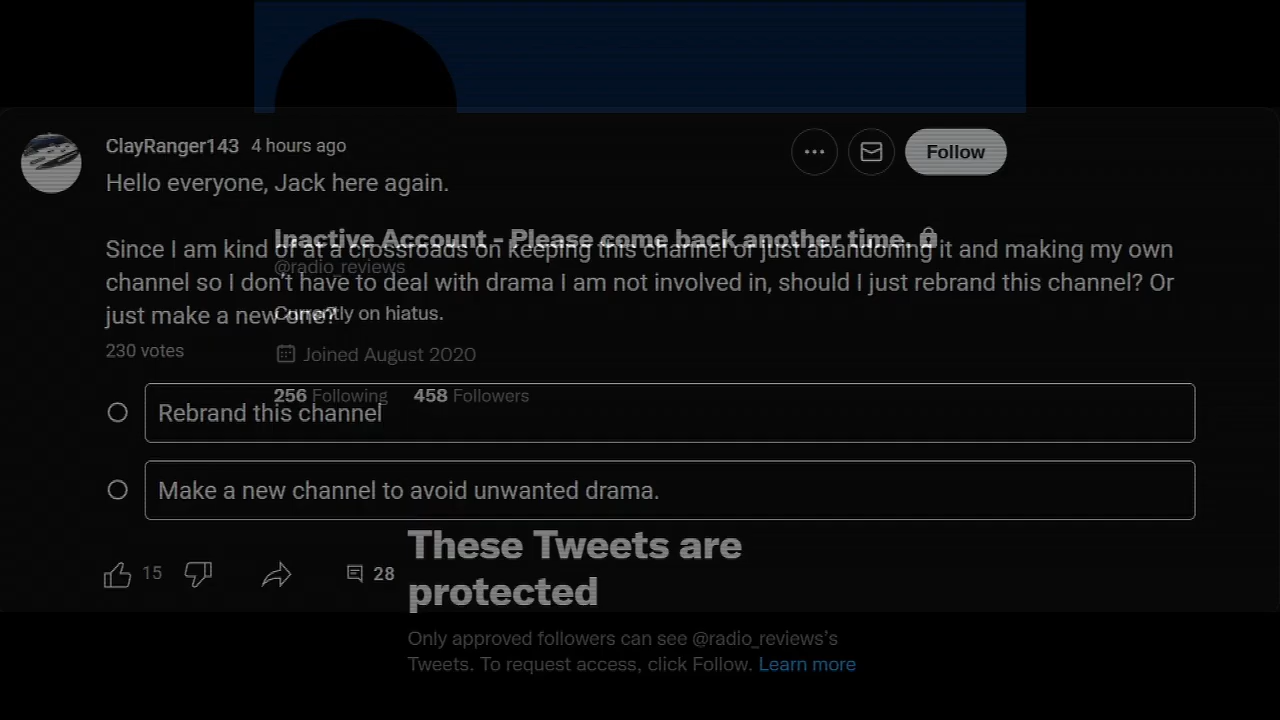 ClayRanger143 4 hours ago
Follow
Hello everyone, Jack here again.
Inactive Account - Please come back another time.
Since I am kind of at a crossroads on keeping this channel or just abandoning it and making my own
@radio_reviews
channel so I don't have to deal with drama I am not involved in, should I just rebrand this channel? Or
just make a new one?
Currently on hiatus.
230 votes
Joined August 2020
256 Following 458 Followers
Rebrand this channel
Make a new channel to avoid unwanted drama.
These Tweets are
protected
15
28
Only approved followers can see @radio_reviews's
Tweets. To request access, click Follow. Learn more